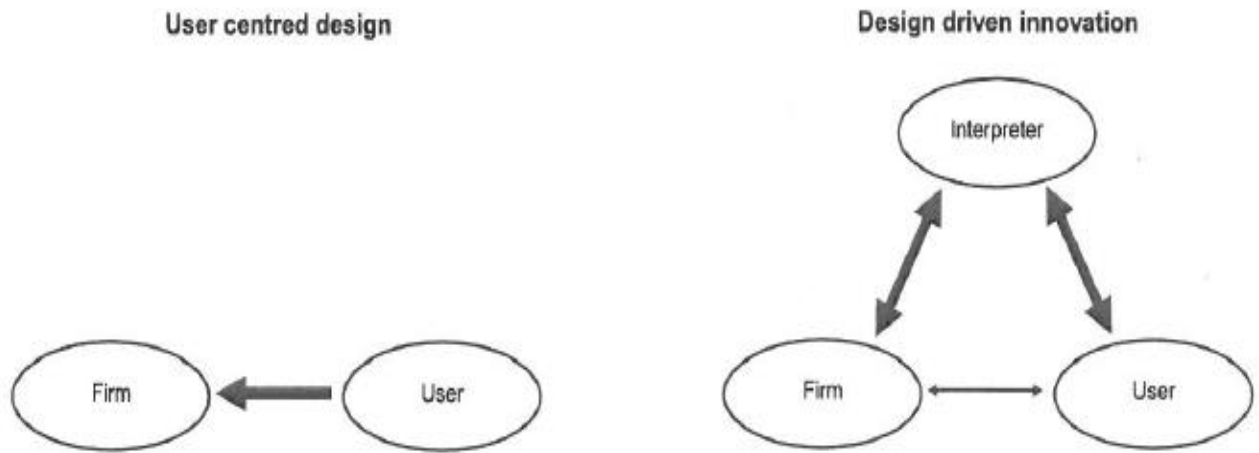 User centred design
Design driven innovation
Interpreter
Firm
User
Firm
User